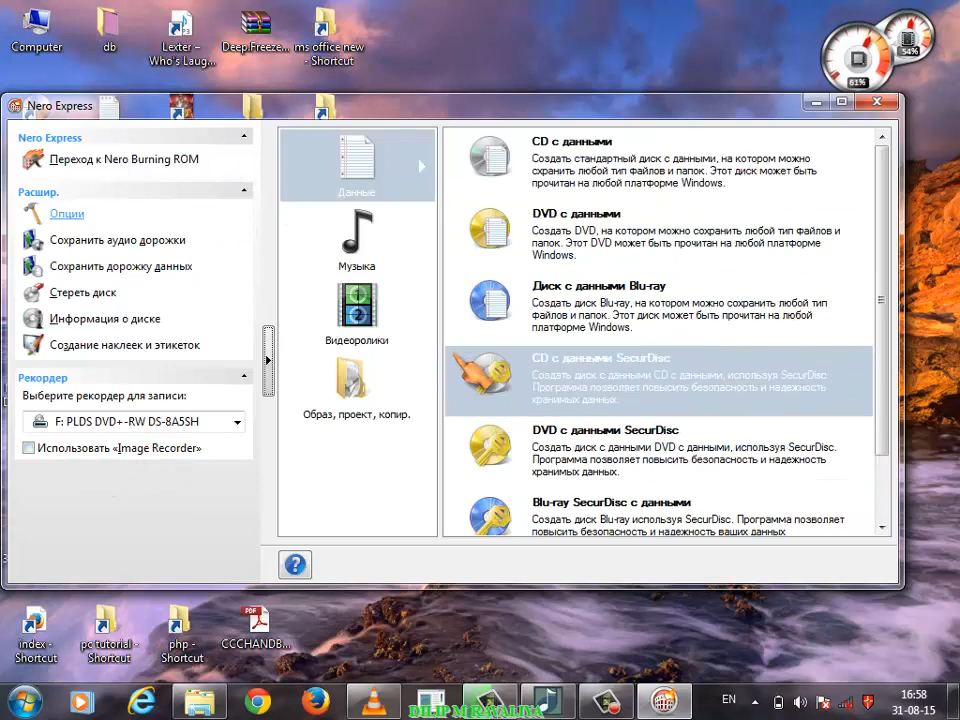 Computer
db
Lexter –
Who's Laug...
Deep.Freeze...
ms office new
- Shortcut
61%
54%
Nero Express
Nero Express
Переход к Nero Burning ROM
Расшир.
Опции
Сохранить аудио дорожки
Сохранить дорожку данных
Стереть диск
Информация о диске
Создание наклеек и этикеток
Рекордер
Выберите рекордер для записи:
F: PLDS DVD+-RW DS-8A5SH
Использовать «Image Recorder»
Данные
Музыка
Видеоролики
Образ, проект, копир.
CD с данными
Создать стандартный диск с данными, на котором можно
схранить любой тип Файлов и папок. Этот диск может быть
прочитан на любой платформе Windows.
DVD с данными
Создать DVD, на котором можно сохранить любой тип Файлов и
папок. Этот DVD может быть прочитан на любой платформе
Windows.
Диск с данными Blu-ray
Создать диск Blu-ray, на котором можно сохранить любой тип
файлов и папок. Этот диск может быть прочитан на любой
платформе Windows.
CD с данными SecurDisc
Создать диск с данными CD с данными, используя SecurDisc.
Программа позволяет повысить безопасность и надежность
хранимых данных.
DVD с данными SecurDisc
Создать диск с данными DVD с данными, используя SecurDisc.
Программа позволяет повысить безопасность и надежность
хранимых данных.
Blu-ray SecurDisc с данными
Создать диск Blu-ray используя SecurDisc. Программа позволяет
повысить безопасность и надежность ваших данных
index -
Shortcut
pc tutorial -
Shortcut
php -
Shortcut
PDF
CCCHANDB...
DILIP M RAVALIYA
EN
16:58
31-08-15